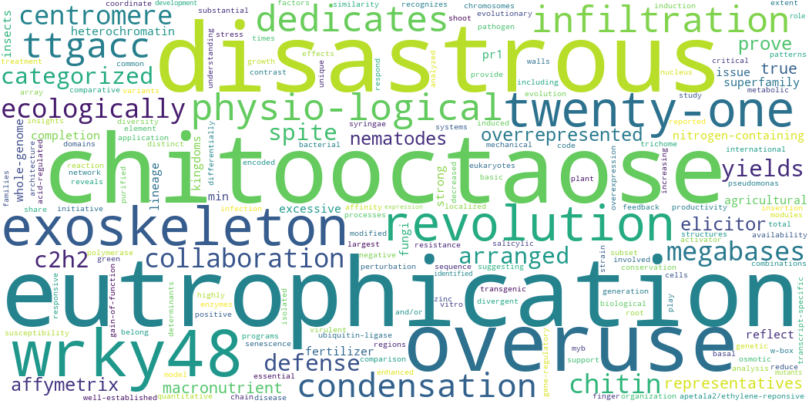 coordinate substantial factors similarity recognizes chromosomes induction extent development
centromere dedicates infiltration
insects heterochromatin times shoot evolutionary pathogen role
ttgacc disastrous
understanding stress effects pr1 prove
treatment common growth walls nucleus critical patterns
categorized unique respond analyzed evolution issue true
array comparative variants contrast provide including study metabolic superfamily
ecologically physio-logical twenty-one
insights diversity induced reported
completion element application spite syringae nematodes systems overrepresented nitrogen-containing
whole-genome architecture acid-regulated domains distinct bacterial mechanical code trichome international
families reaction network reveals purified lineage differentially kingdoms encoded eukaryotes basic overexpression increasing
chitooctaose yields
share initiative min strong decreased plant pseudomonas agricultural
infection excessive affinity expression localized feedback productivity insertion modules
exoskeleton revolution elicitor
processes fungi modified resistance salicylic structures total availability
polymerase largest negative activator
c2h2 collaboration arranged megabases
green perturbation sequence suggesting identified strain involved subset conservation cells combinations
eutrophication
responsive gain-of-function determinants highly enzymes positive isolated transgenic divergent zinc vitro and/or generation biological root play transcript-specific
susceptibility belong programs virulent ubiquitin-ligase senescence regions
wrky48 overuse
defense fertilizer comparison myb support basal genetic w-box reflect
essential gene-regulatory osmotic analysis reduce
affymetrix model macronutrient condensation chitin representatives
well-established quantitative chain disease enhanced finger organization mutants apetala2/ethylene-reponsive